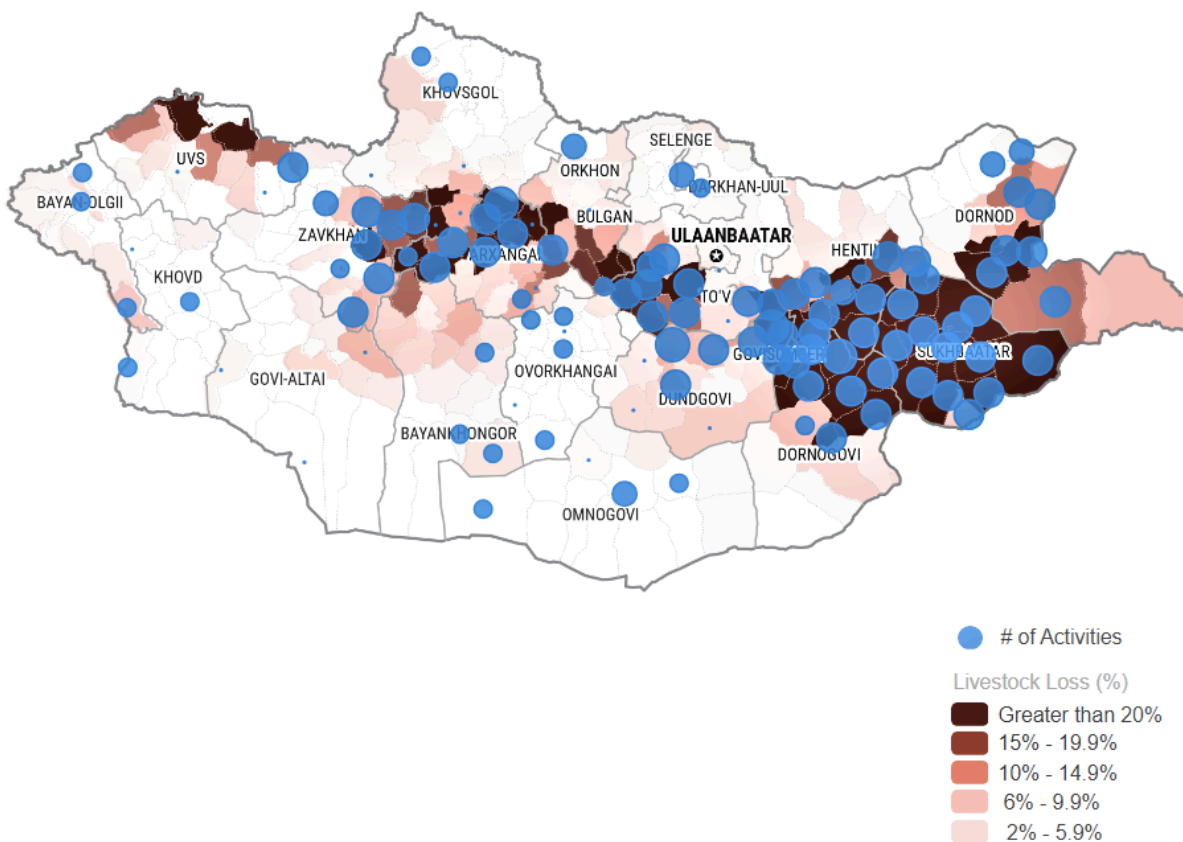 KHOVSGOL
SELENGE
UVS
ORKHON
DARKHAN-UUL
BAYAN-OLGII
BULGAN
DORNOD
ZAVKHAN
ULAANBAATAR
ARXANGAI
HENTII
KHOVD
TO'V
GOVISUMBER
SUKHBAATAR
GOVI-ALTAI
OVORKHANGAI
DUNDGOVI
BAYANKHONGOR
DORNOGOVI
OMNOGOVI
# of Activities
Livestock Loss (%)
Greater than 20%
15% - 19.9%
10% - 14.9%
6% - 9.9%
2% - 5.9%